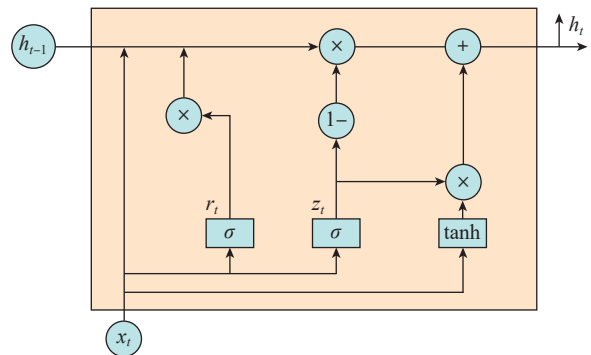 h_t
h_{t−1}
×
+
×
1−
×
r_t
z_t
σ
σ
tanh
x_t